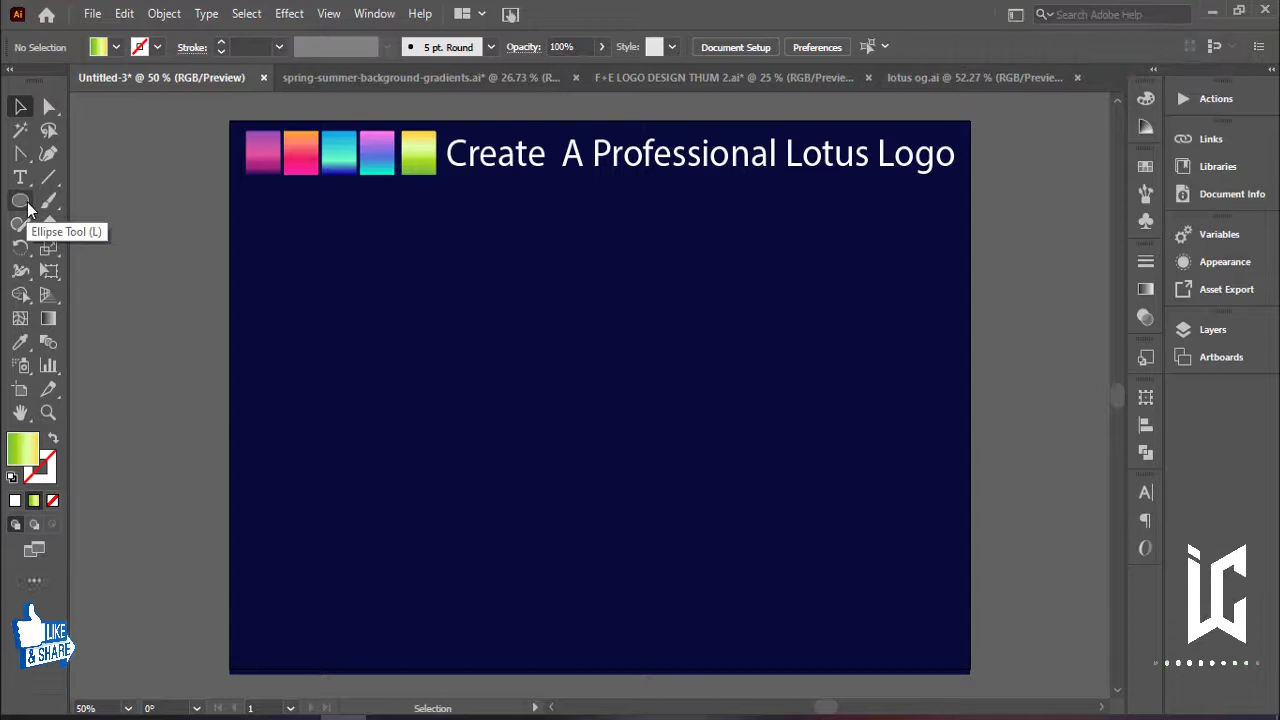 Ai File Edit Object Type Select Effect View Window Help Search Adobe Help
No Selection Stroke: 5 pt. Round Opacity: 100% Style: Document Setup Preferences
Untitled-3* @ 50 % (RGB/Preview) spring-summer-background-gradients.ai* @ 26.73 % (R... F+E LOGO DESIGN THUM 2.ai* @ 25 % (RGB/Previe... lotus og.ai @ 52.27 % (RGB/Previe...
Actions
Links
Libraries
Document Info
Variables
Appearance
Asset Export
Layers
Artboards
Create A Professional Lotus Logo
Ellipse Tool (L)
LIKE
& SHARE
IC
50% 0° 1 Selection